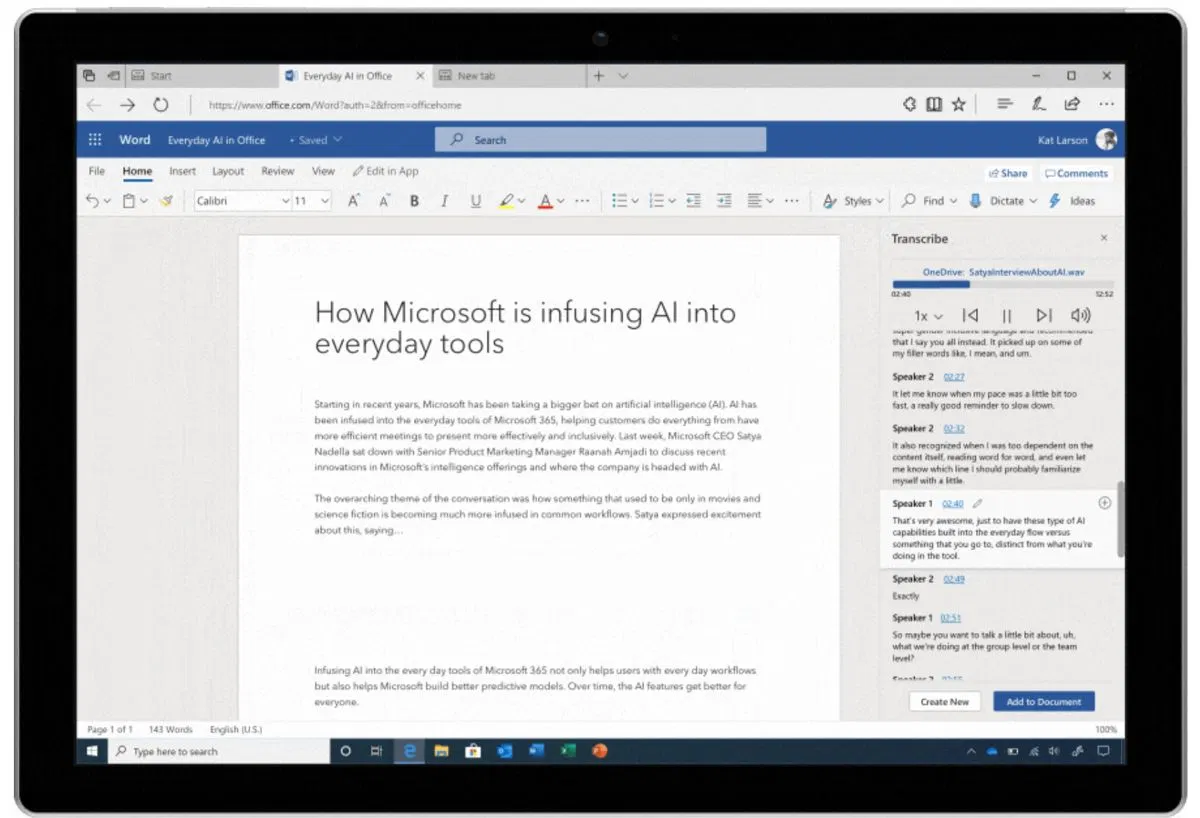 Start
Everyday AI in Office
New tab
https://www.office.com/Word?auth=2&from=officehome
Word Everyday AI in Office - Saved
Search
Kat Larson
File Home Insert Layout Review View Edit in App
Share Comments
Calibri 11 A A B I U A Styles Find Dictate Ideas
How Microsoft is infusing AI into
everyday tools
Starting in recent years, Microsoft has been taking a bigger bet on artificial intelligence (AI). AI has
been infused into the everyday tools of Microsoft 365, helping customers do everything from have
more efficient meetings to present more effectively and inclusively. Last week, Microsoft CEO Satya
Nadella sat down with Senior Product Marketing Manager Raanah Amjadi to discuss recent
innovations in Microsoft's intelligence offerings and where the company is headed with AI.
The overarching theme of the conversation was how something that used to be only in movies and
science fiction is becoming much more infused in common workflows. Satya expressed excitement
about this, saying...
Infusing AI into the every day tools of Microsoft 365 not only helps users with every day workflows
but also helps Microsoft build better predictive models. Over time, the AI features get better for
everyone.
Transcribe
OneDrive: SatyaInterviewAboutAI.wav
02:40 12:52
1x
super gender inclusive language and recommended
that I say you all instead. It picked up on some of
my filler words like, I mean, and um.
Speaker 2 02:27
It let me know when my pace was a little bit too
fast, a really good reminder to slow down.
Speaker 2 02:32
It also recognized when I was too dependent on the
content itself, reading word for word, and even let
me know which line I should probably familiarize
myself with a little.
Speaker 1 02:40
That's very awesome, just to have these type of AI
capabilities built into the everyday flow versus
something that you go to, distinct from what you're
doing in the tool.
Speaker 2 02:49
Exactly
Speaker 1 02:51
So maybe you want to talk a little bit about, uh,
what we're doing at the group level or the team
level?
Speaker 2 02:55
Create New Add to Document
Page 1 of 1 143 Words English (U.S.) 100%
Type here to search